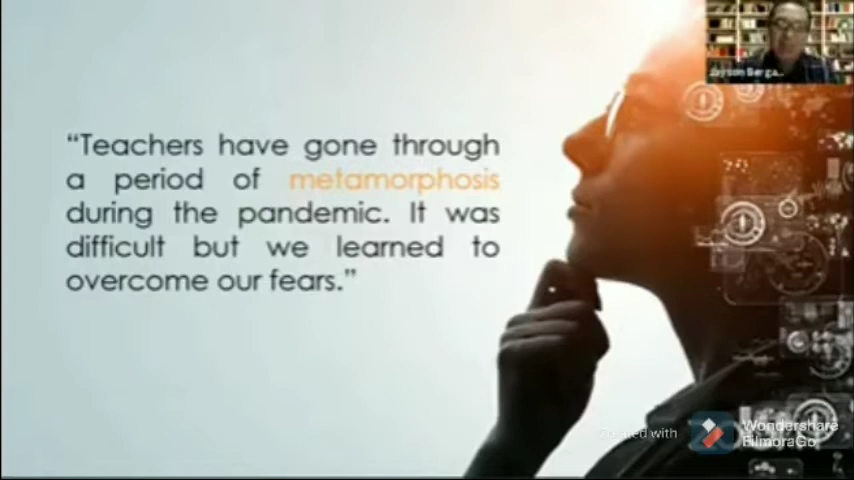 “Teachers have gone through
a period of metamorphosis
during the pandemic. It was
difficult but we learned to
overcome our fears.”
Created with
Wondershare
FilmoraGo